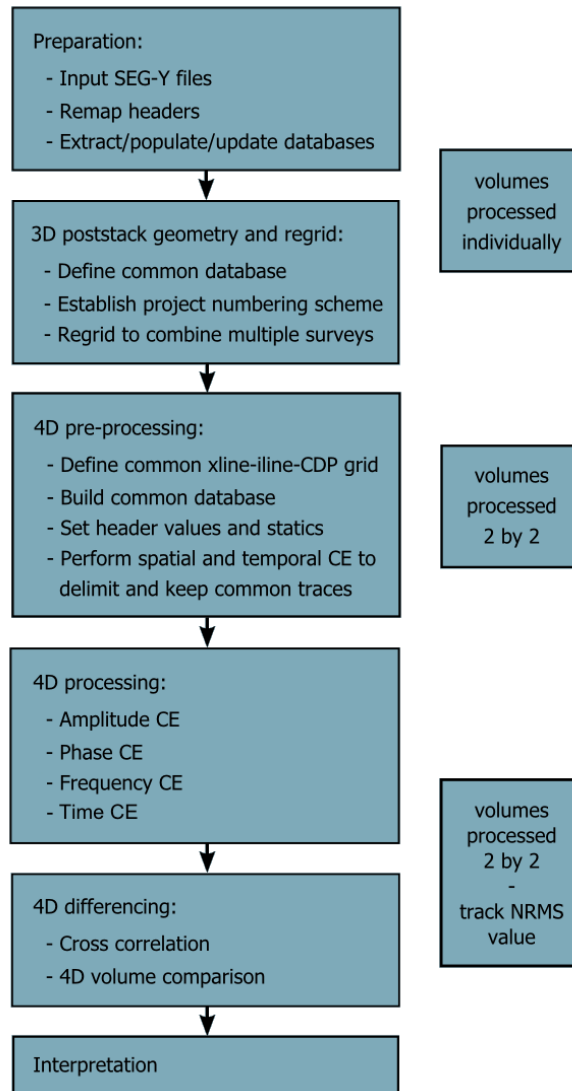 Preparation:
- Input SEG-Y files
- Remap headers
- Extract/populate/update databases
volumes
processed
individually
3D poststack geometry and regrid:
- Define common database
- Establish project numbering scheme
- Regrid to combine multiple surveys
4D pre-processing:
- Define common xline-iline-CDP grid
- Build common database
- Set header values and statics
- Perform spatial and temporal CE to
delimit and keep common traces
volumes
processed
2 by 2
4D processing:
- Amplitude CE
- Phase CE
- Frequency CE
- Time CE
volumes
processed
2 by 2
-
track NRMS
value
4D differencing:
- Cross correlation
- 4D volume comparison
Interpretation